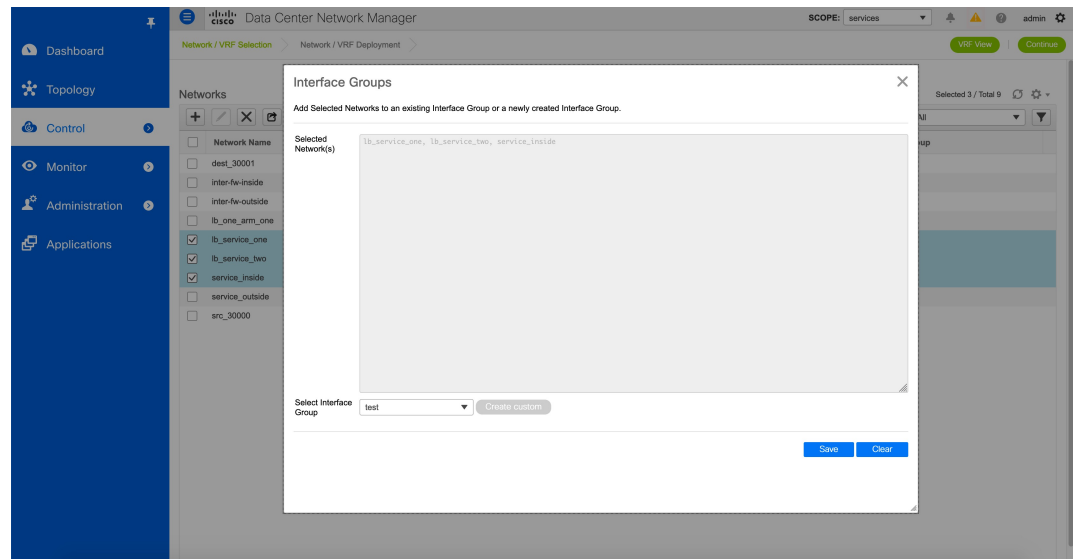 cisco Data Center Network Manager
SCOPE: services
admin
Dashboard
Topology
Control
Monitor
Administration
Applications
Network / VRF Selection
Network / VRF Deployment
VRF View
Continue
Networks
Selected 3 / Total 9
All
Network Name
dest_30001
inter-fw-inside
inter-fw-outside
lb_one_arm_one
lb_service_one
lb_service_two
service_inside
service_outside
src_30000
Interface Groups
Add Selected Networks to an existing Interface Group or a newly created Interface Group.
Selected
Network(s)
lb_service_one, lb_service_two, service_inside
Select Interface
Group
test
Create custom
Save
Clear